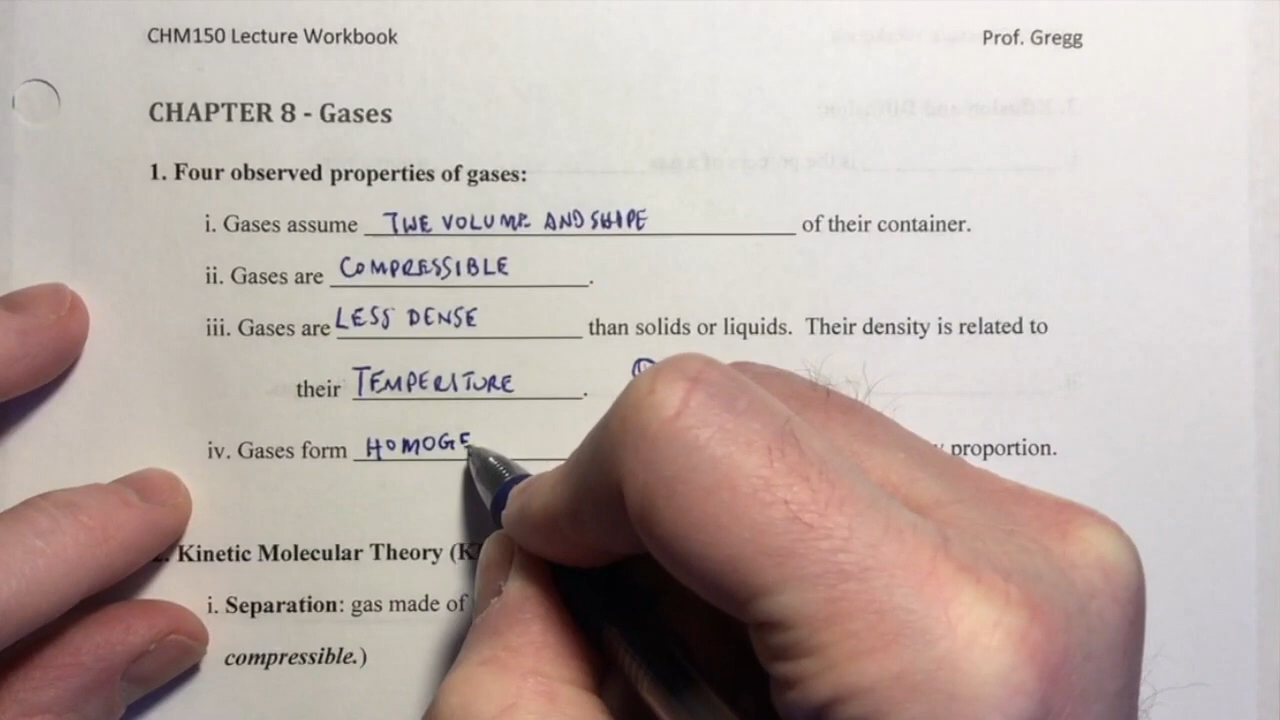 CHM150 Lecture Workbook Prof. Gregg
CHAPTER 8 - Gases
1. Four observed properties of gases:
i. Gases assume THE VOLUME AND SHAPE of their container.
ii. Gases are COMPRESSIBLE.
iii. Gases are LESS DENSE than solids or liquids. Their density is related to
their TEMPERATURE.
iv. Gases form HOMOGE proportion.
Kinetic Molecular Theory
i. Separation: gas made of
compressible.)